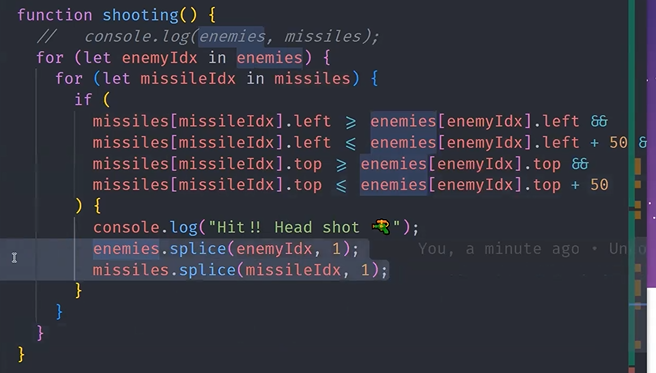 function shooting() {
//   console.log(enemies, missiles);
for (let enemyIdx in enemies) {
for (let missileIdx in missiles) {
if (
missiles[missileIdx].left >= enemies[enemyIdx].left &&
missiles[missileIdx].left <= enemies[enemyIdx].left + 50 &
missiles[missileIdx].top >= enemies[enemyIdx].top &&
missiles[missileIdx].top <= enemies[enemyIdx].top + 50
) {
console.log("Hit!! Head shot 🔫");
enemies.splice(enemyIdx, 1); You, a minute ago •
missiles.splice(missileIdx, 1);
}
}
}
}